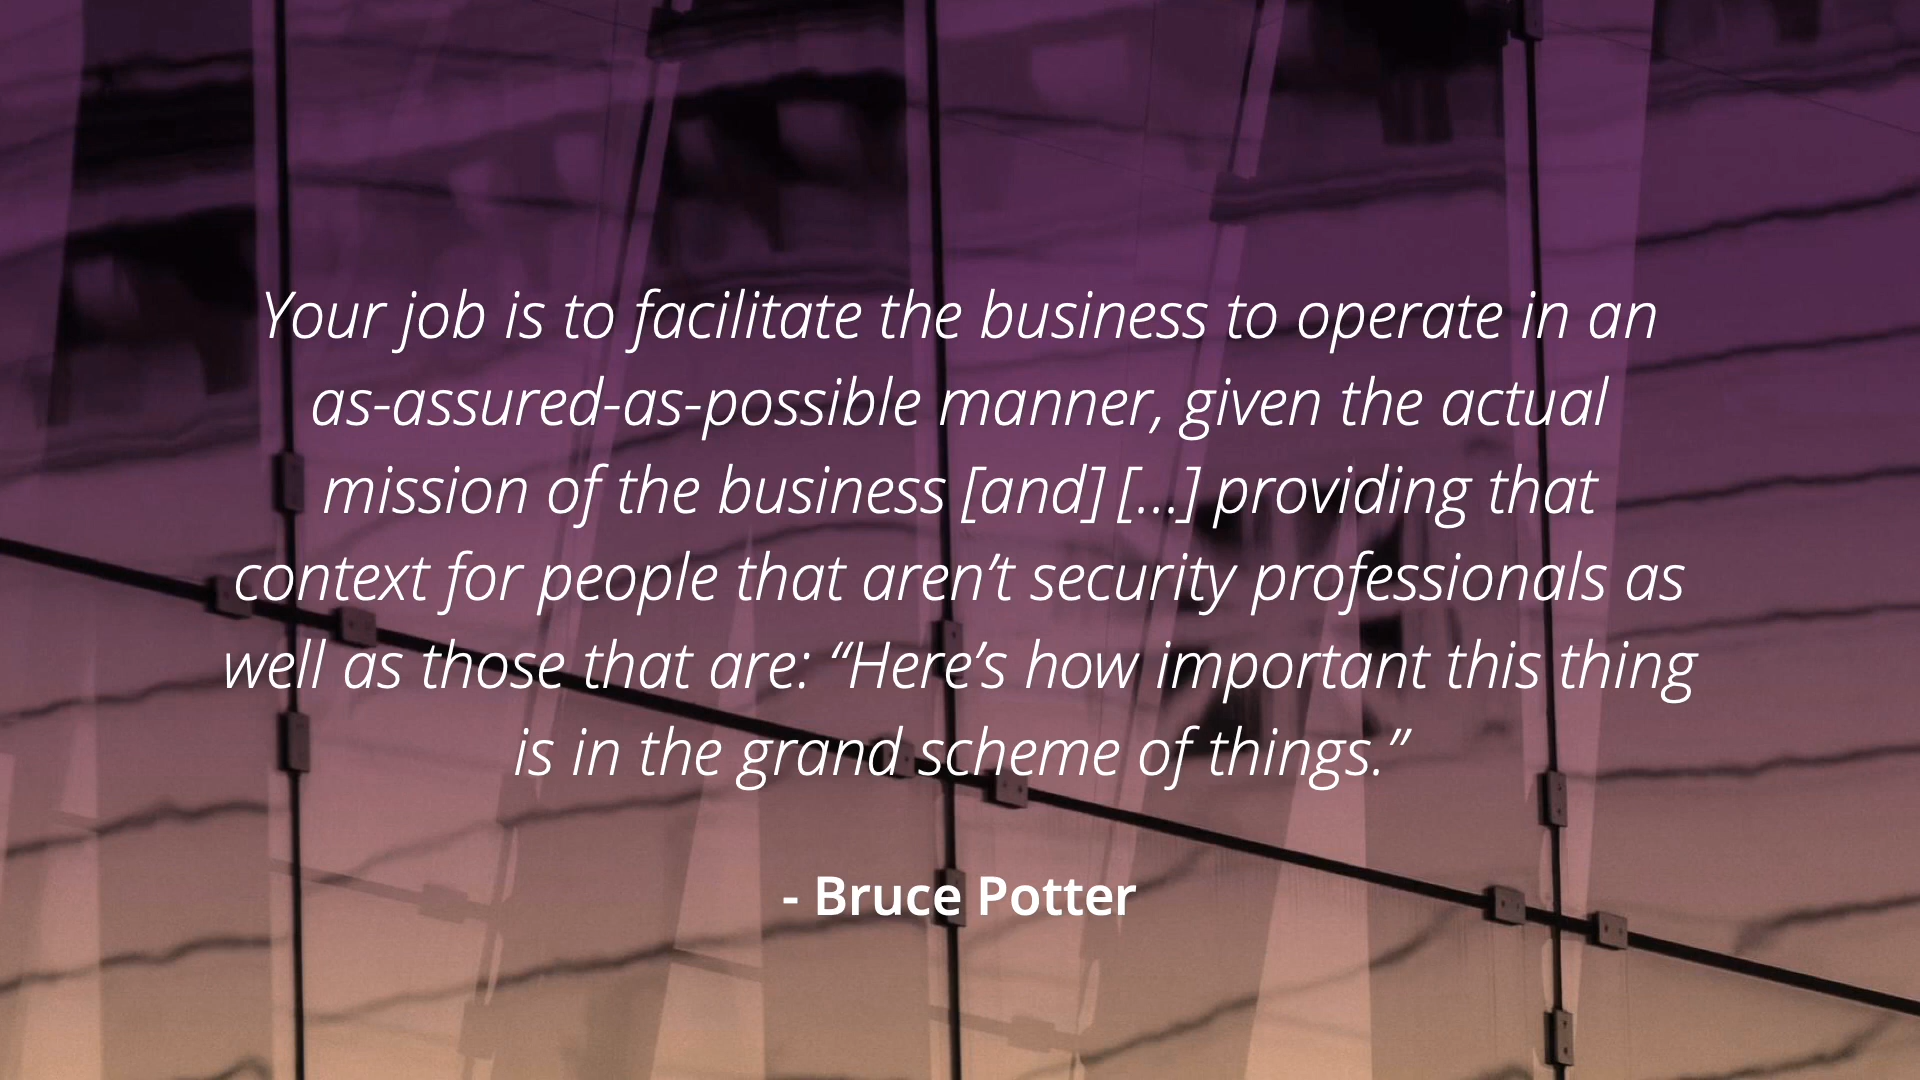 Your job is to facilitate the business to operate in an
as-assured-as-possible manner, given the actual
mission of the business [and] [...] providing that
context for people that aren’t security professionals as
well as those that are: “Here’s how important this thing
is in the grand scheme of things.”
- Bruce Potter